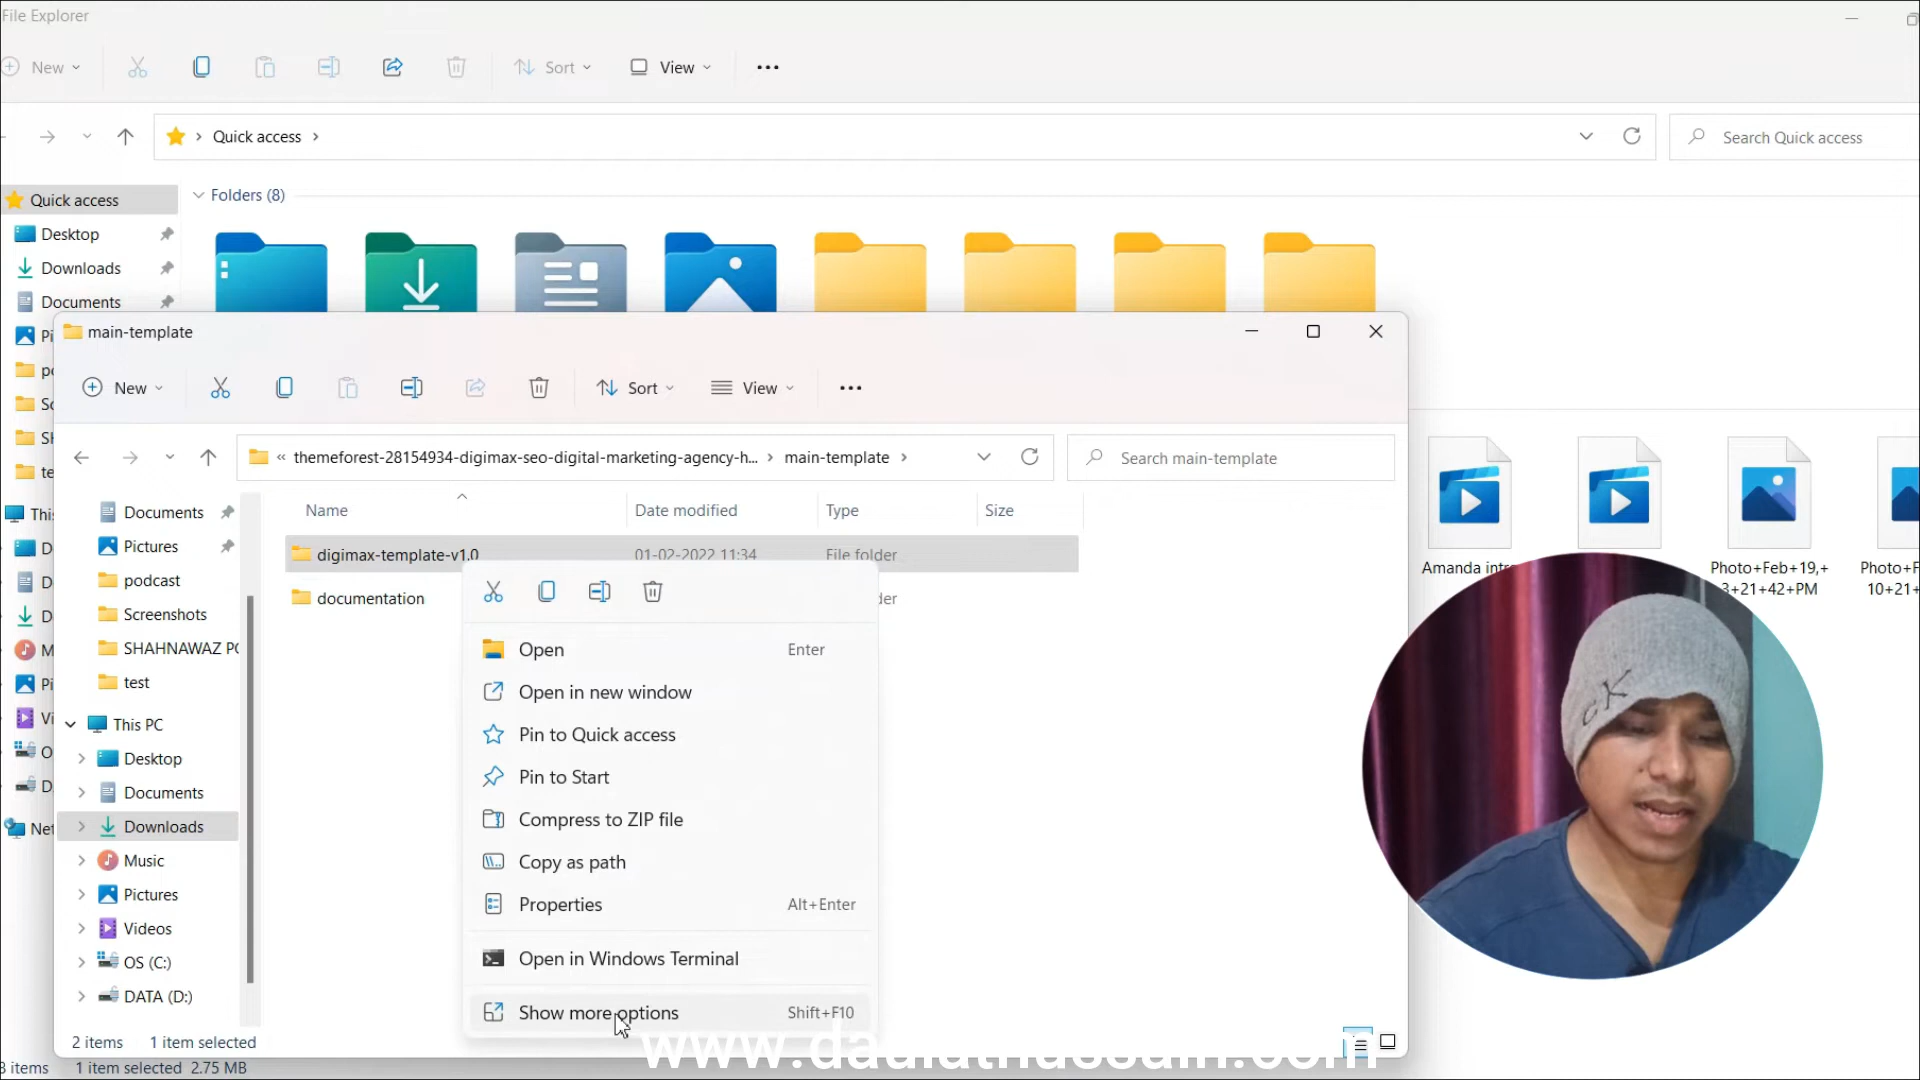 File Explorer
New
Sort
View
Quick access
Search Quick access
Quick access
Folders (8)
Desktop
Downloads
Documents
main-template
New
Sort
View
themeforest-28154934-digimax-seo-digital-marketing-agency-h...
main-template
Search main-template
Documents
Pictures
podcast
Screenshots
SHAHNAWAZ
test
This PC
Desktop
Documents
Downloads
Music
Pictures
Videos
OS (C:)
DATA (D:)
Name
Date modified
Type
Size
digimax-template-v1.0
01-02-2022 11:34
File folder
documentation
Open
Enter
Open in new window
Pin to Quick access
Pin to Start
Compress to ZIP file
Copy as path
Properties
Alt+Enter
Open in Windows Terminal
Show more options
Shift+F10
2 items
1 item selected
1 item selected 2.75 MB
Amanda
Photo+Feb+19,+
3+21+42+PM
CK
www.daulathussain.com